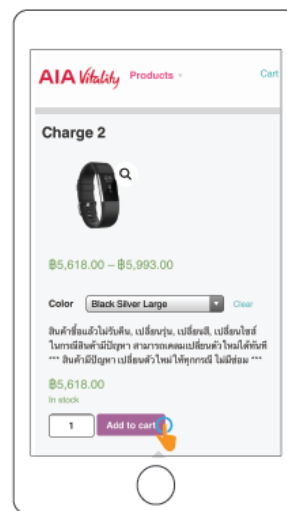 AIA Vitality Products Cart
Charge 2
฿5,618.00 – ฿5,993.00
Color Black Silver Large Clear
สินค้าซื้อแล้วไม่รับคืน, เปลี่ยนรุ่น, เปลี่ยนสี, เปลี่ยนไซส์
ในกรณีสินค้ามีปัญหา สามารถเคลมเปลี่ยนตัวใหม่ได้ทันที
*** สินค้ามีปัญหา เปลี่ยนตัวใหม่ให้ทุกกรณี ไม่มีซ่อม ***
฿5,618.00
In stock
1 Add to cart